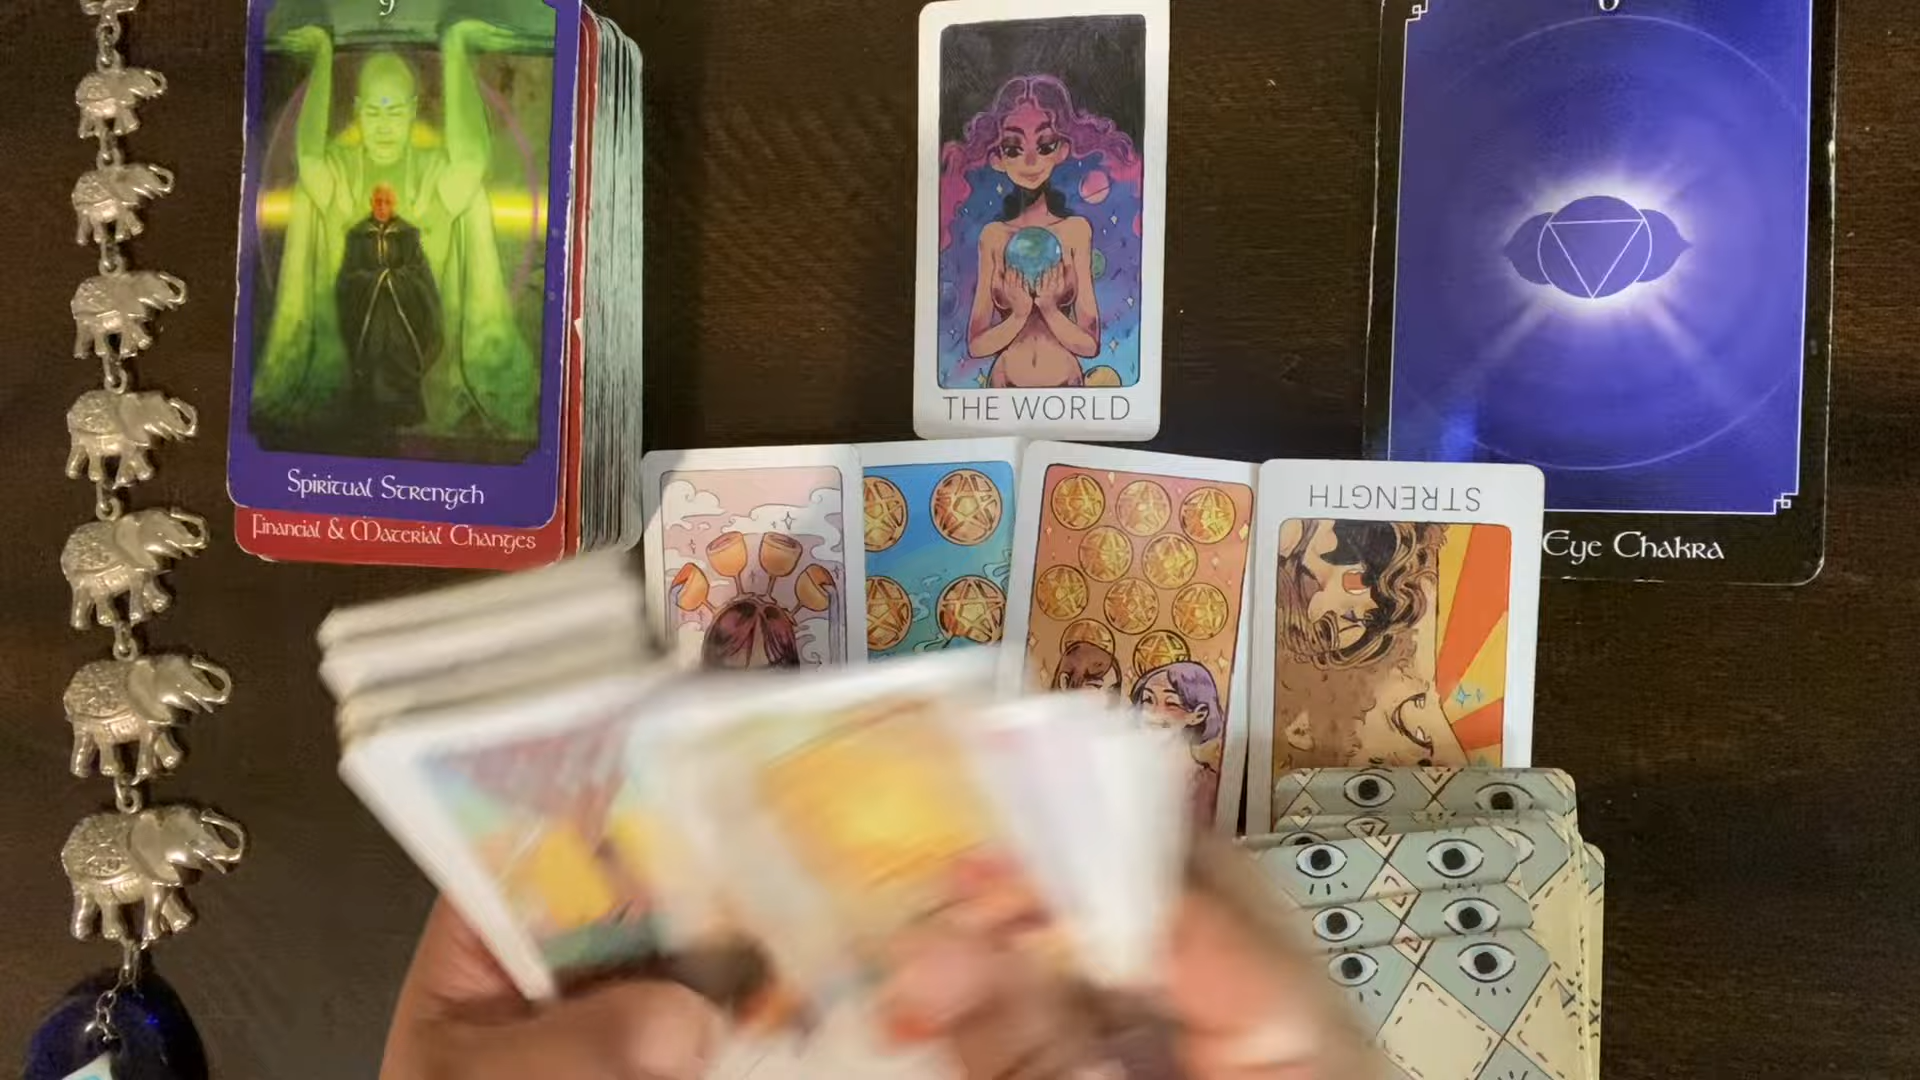 Spiritual Strength
Financial & Material Changes
THE WORLD
STRENGTH
Eye Chakra